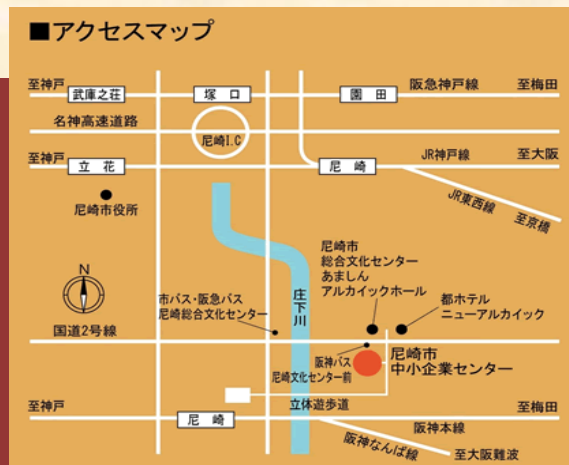 ■アクセスマップ
至神戸
武庫之荘
塚口
園田
阪急神戸線
至梅田
名神高速道路
尼崎I.C
至神戸
立花
尼崎
JR神戸線
至大阪
JR東西線
至京橋
尼崎市役所
N
尼崎市
総合文化センター
あましん
アルカイックホール
市バス・阪急バス
尼崎総合文化センター
庄下川
都ホテル
ニューアルカイック
国道2号線
阪神バス
尼崎文化センター前
尼崎市
中小企業センター
至神戸
尼崎
立体遊歩道
阪神本線
至梅田
阪神なんば線
至大阪難波